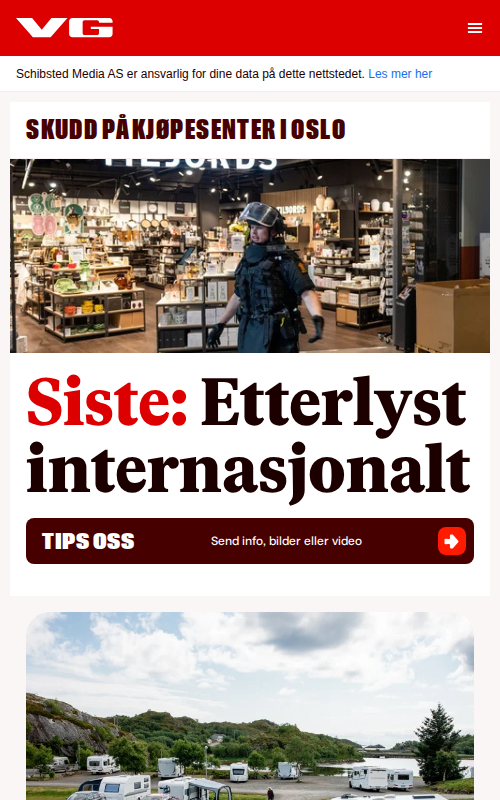 VG
Schibsted Media AS er ansvarlig for dine data på dette nettstedet. Les mer her
SKUDD PÅ KJØPESENTER I OSLO
TILBORDS
Siste: Etterlyst
internasjonalt
TIPS OSS
Send info, bilder eller video